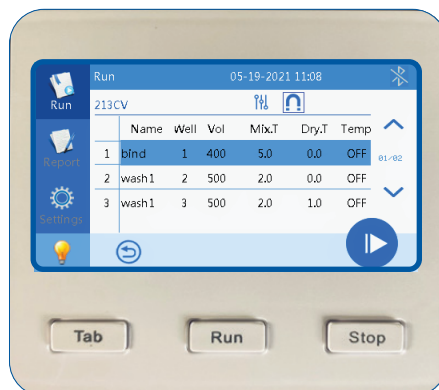 Run 05-19-2021 11:08
Run
213CV
Name Well Vol Mix.T Dry.T Temp
1 bind 1 400 5.0 0.0 OFF
01/02
Report
2 wash1 2 500 2.0 0.0 OFF
3 wash1 3 500 2.0 1.0 OFF
Settings
Tab Run Stop